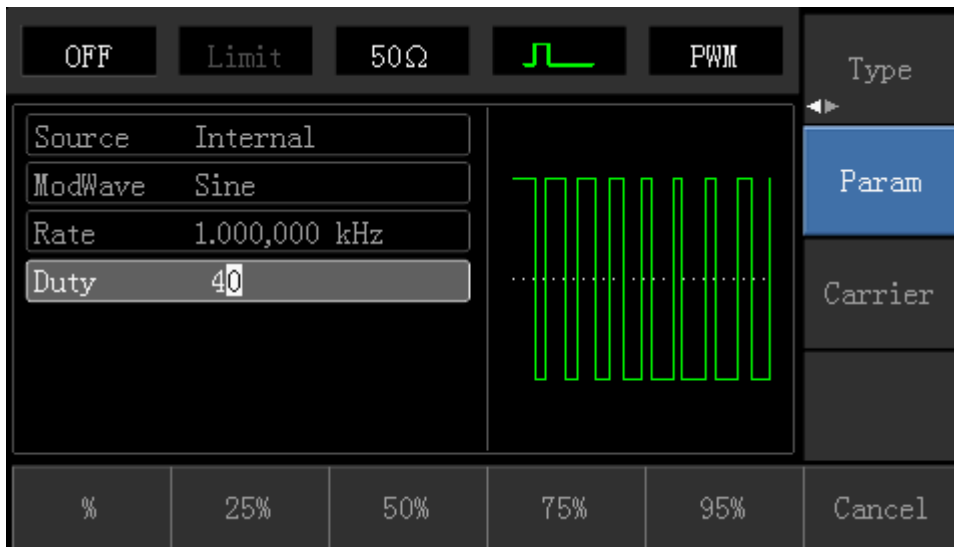 OFF Limit 50Ω PWM
Type
Source Internal
ModWave Sine
Param
Rate 1.000,000 kHz
Duty 40
Carrier
% 25% 50% 75% 95% Cancel